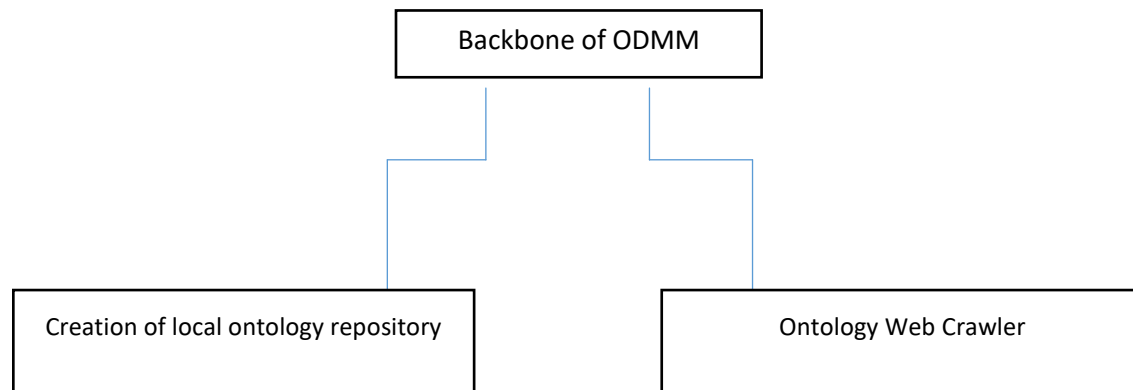 Backbone of ODMM
Creation of local ontology repository
Ontology Web Crawler